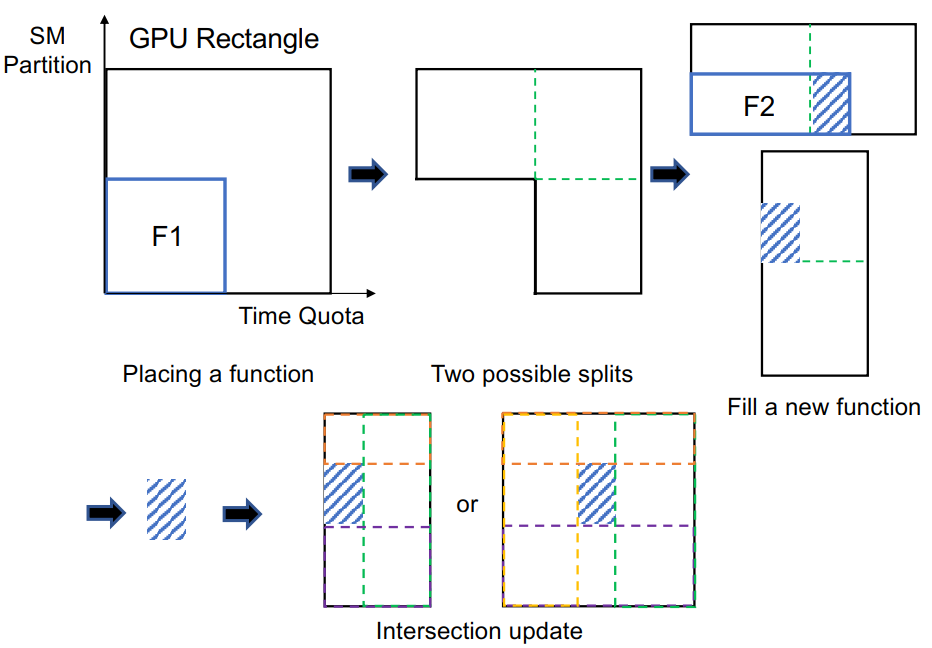 SM
Partition
GPU Rectangle
F1
Time Quota
F2
Placing a function
Two possible splits
Fill a new function
or
Intersection update